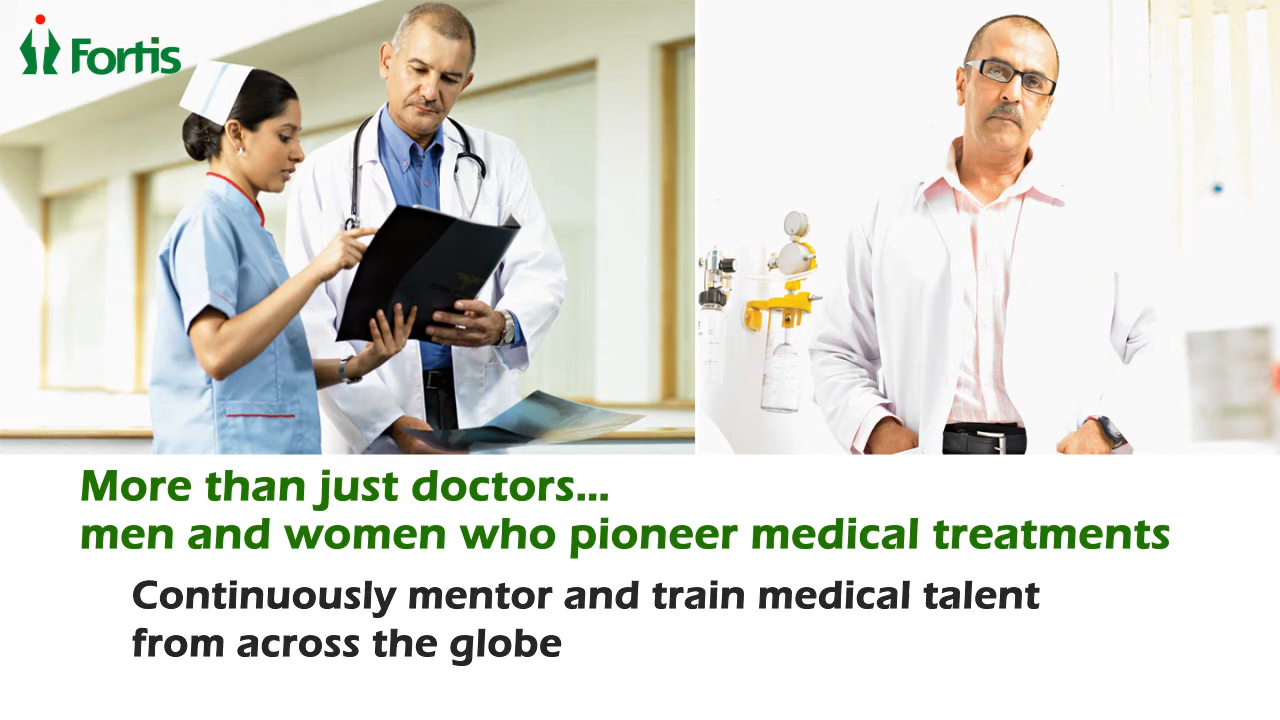 Fortis
More than just doctors...
men and women who pioneer medical treatments
Continuously mentor and train medical talent
from across the globe